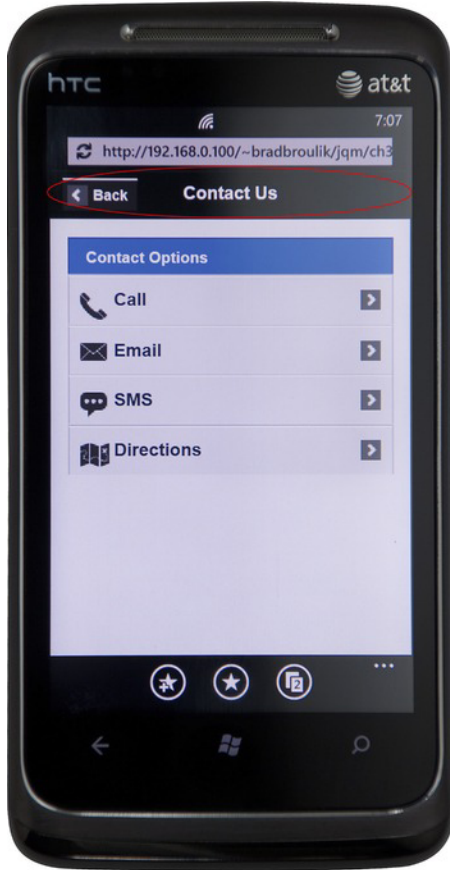 hTC
at&t
7:07
http://192.168.0.100/~bradbroulik/jqm/ch3
Back
Contact Us
Contact Options
Call
Email
SMS
Directions
2
...